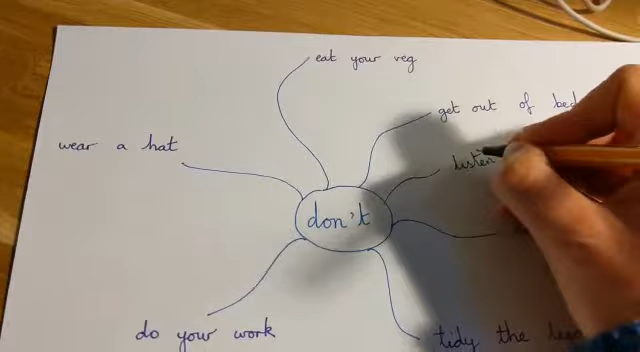 eat your veg
get out of bed
wear a hat
listen
don't
do your work
tidy the